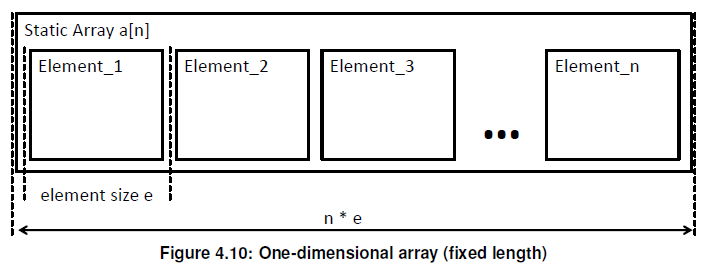 Static Array a[n]
Element_1
Element_2
Element_3
...
Element_n
element size e
n * e
Figure 4.10: One-dimensional array (fixed length)